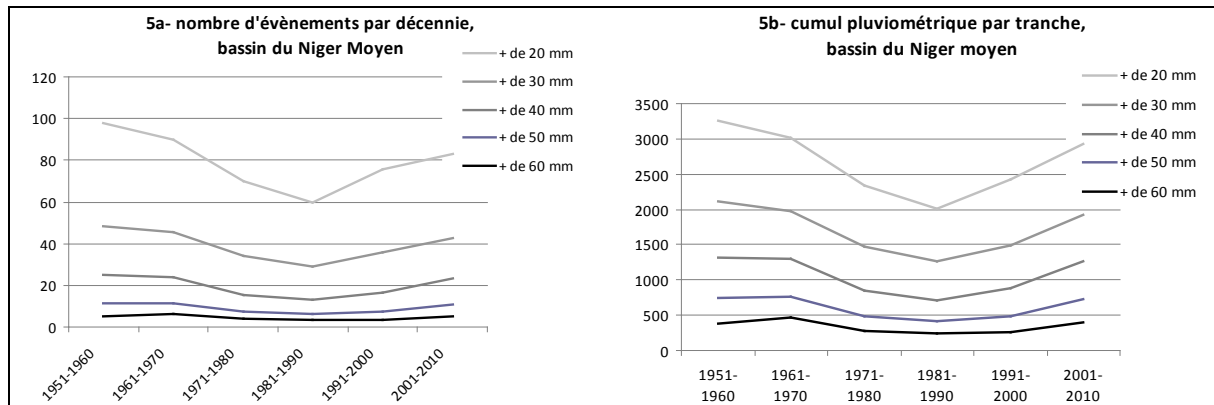 5a- nombre d'évènements par décennie,
bassin du Niger Moyen
+ de 20 mm
+ de 30 mm
+ de 40 mm
+ de 50 mm
+ de 60 mm
120
100
80
60
40
20
0
1951-1960
1961-1970
1971-1980
1981-1990
1991-2000
2001-2010
5b- cumul pluviométrique par tranche,
bassin du Niger moyen
+ de 20 mm
+ de 30 mm
+ de 40 mm
+ de 50 mm
+ de 60 mm
3500
3000
2500
2000
1500
1000
500
0
1951-
1960
1961-
1970
1971-
1980
1981-
1990
1991-
2000
2001-
2010